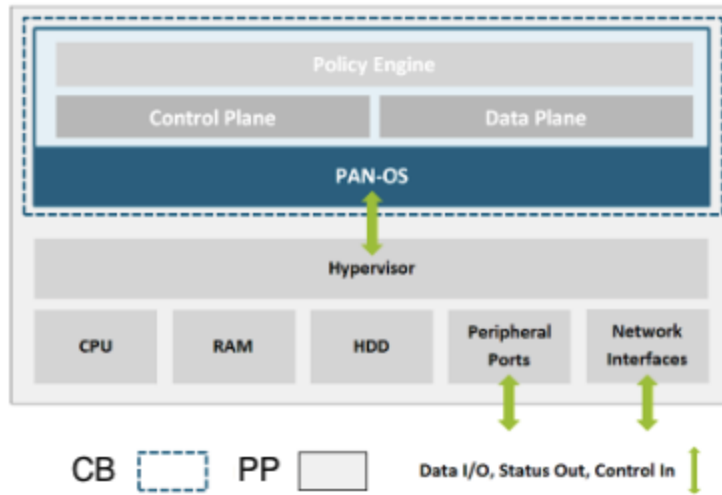 Policy Engine
Control Plane
Data Plane
PAN-OS
Hypervisor
CPU
RAM
HDD
Peripheral
Ports
Network
Interfaces
CB
PP
Data I/O, Status Out, Control In